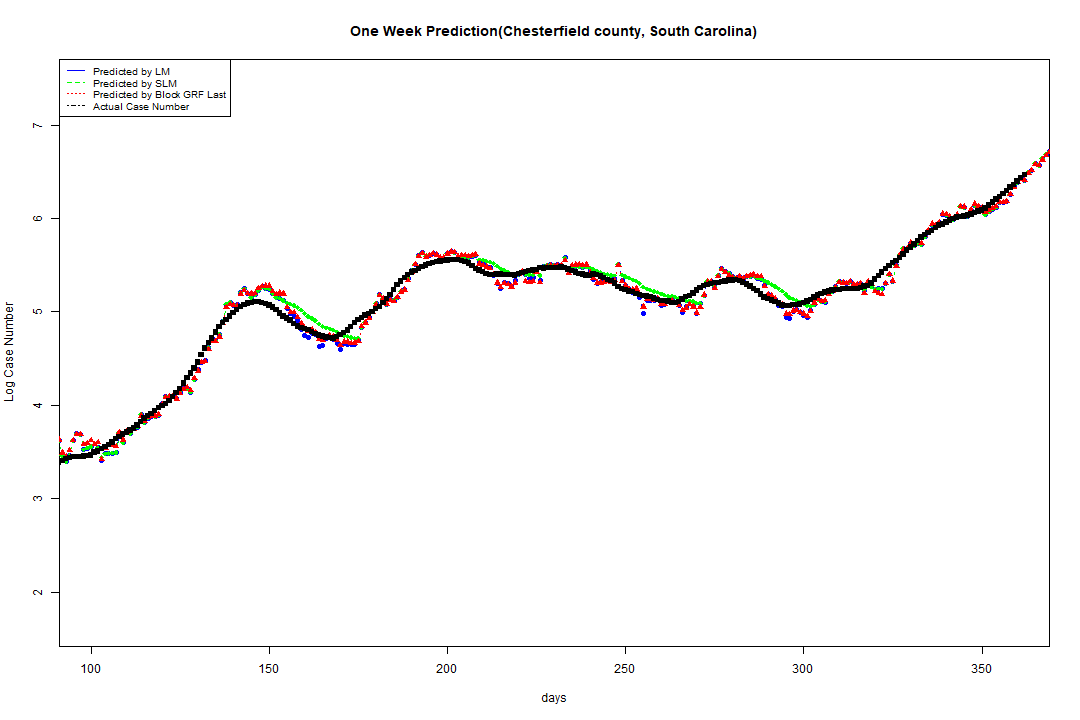 One Week Prediction(Chesterfield county, South Carolina)
Predicted by LM
Predicted by SLM
Predicted by Block GRF Last
Actual Case Number
7
6
5
4
3
2
Log Case Number
100 150 200 250 300 350
days